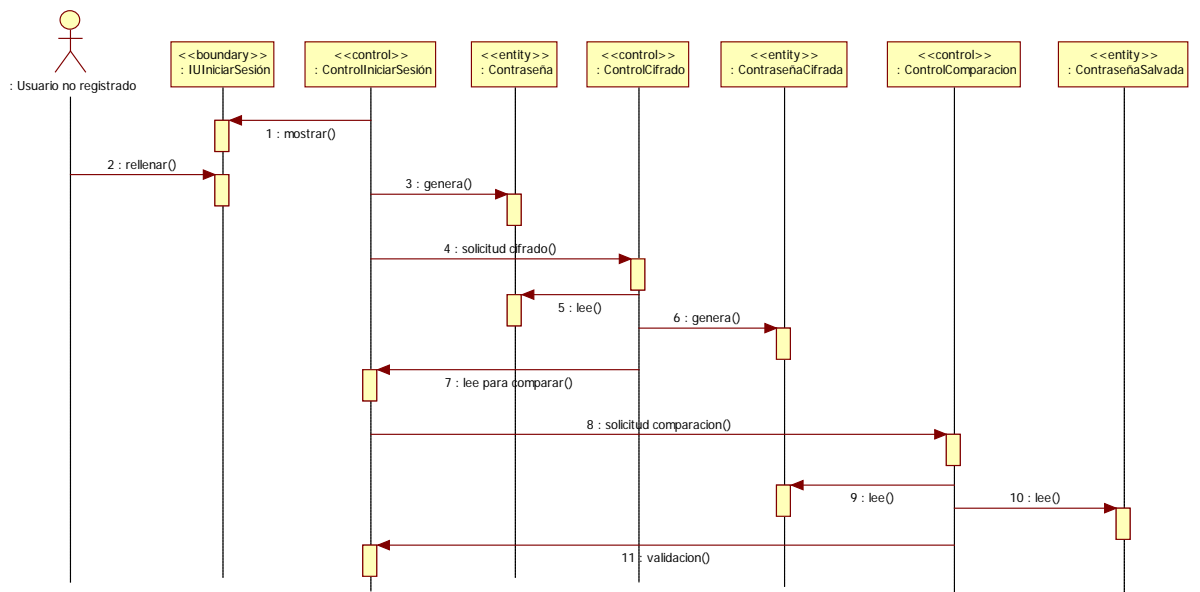 <<boundary>>
: IUIniciarSesión
<<control>>
: ControlIniciarSesión
<<entity>>
: Contraseña
<<control>>
: ControlCifrado
<<entity>>
: ContraseñaCifrada
<<control>>
: ControlComparacion
<<entity>>
: ContraseñaSalvada
: Usuario no registrado
1 : mostrar()
2 : rellenar()
3 : genera()
4 : solicitud cifrado()
5 : lee()
6 : genera()
7 : lee para comparar()
8 : solicitud comparacion()
9 : lee()
10 : lee()
11 : validacion()